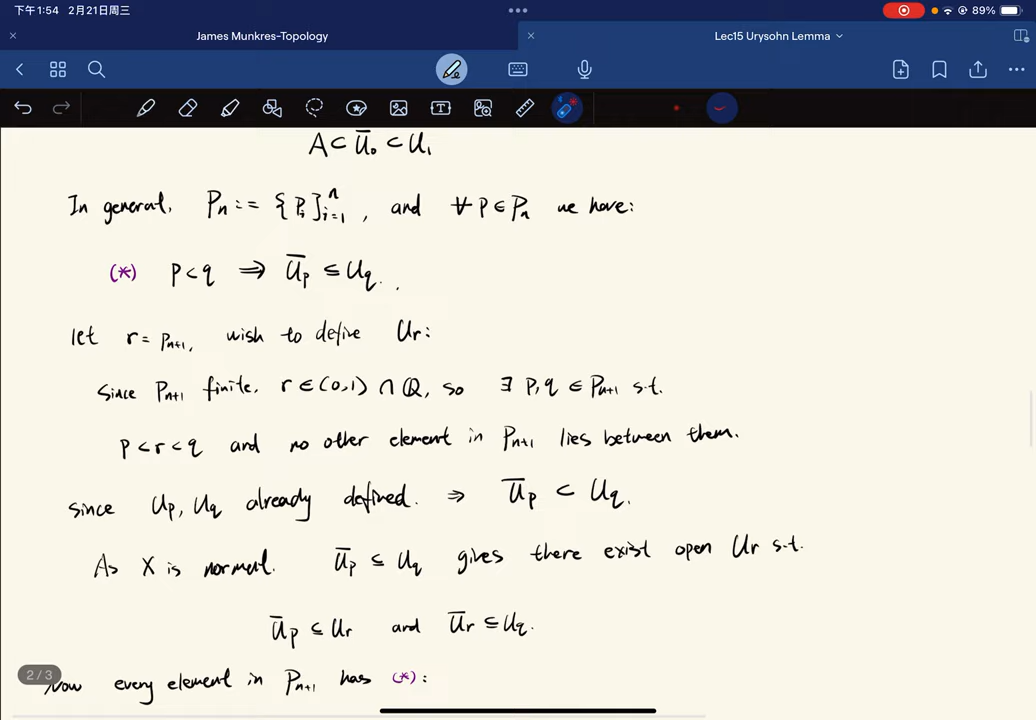 下午1:54 2月21日周三
89%
James Munkres-Topology
Lec15 Urysohn Lemma
A ⊂ Ū₀ ⊂ U₁
In general, Pₙ := {Pᵢ}ᵢ₌₁ⁿ, and ∀ p ∈ Pₙ we have:
(*) p < q ⇒ Ūp ⊆ Uq.
let r = pₙ₊₁, wish to define Ur:
Since Pₙ₊₁ finite, r ∈ (0,1) ∩ ℚ, so ∃ p,q ∈ Pₙ₊₁ s.t.
p < r < q and no other element in Pₙ₊₁ lies between them.
since Up, Uq already defined. ⇒ Ūp ⊂ Uq.
As X is normal. Ūp ⊆ Uq gives there exist open Ur s.t.
Ūp ⊆ Ur and Ūr ⊆ Uq.
2 / 3
Now every element in Pₙ₊₁ has (*):